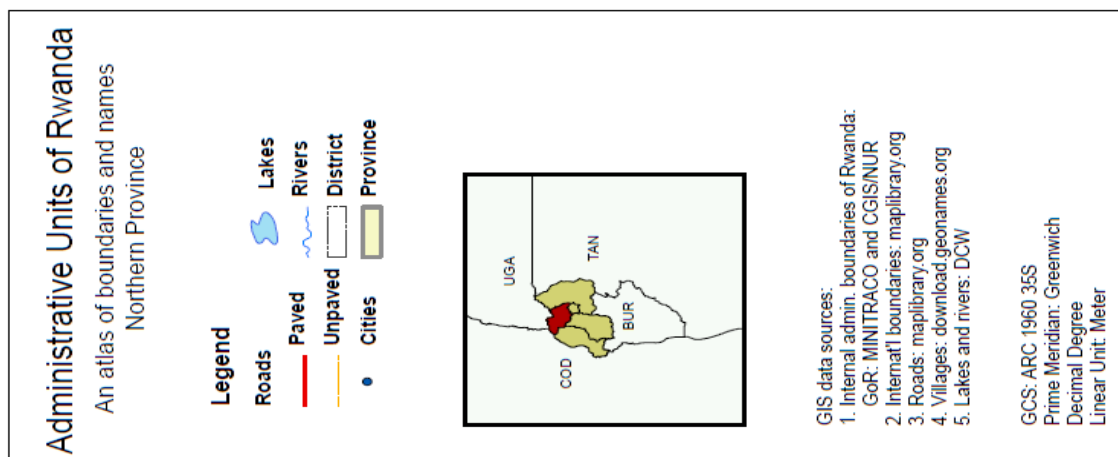 Administrative Units of Rwanda
An atlas of boundaries and names
Northern Province
Legend
Roads
Paved
Unpaved
Cities
Lakes
Rivers
District
Province
UGA
TAN
COD
BUR
GIS data sources:
1. Internal admin. boundaries of Rwanda:
GoR: MINITRACO and CGIS/NUR
2. Internat'l boundaries: maplibrary.org
3. Roads: maplibrary.org
4. Villages: download.geonames.org
5. Lakes and rivers: DCW
GCS: ARC 1960 35S
Prime Meridian: Greenwich
Decimal Degree
Linear Unit: Meter